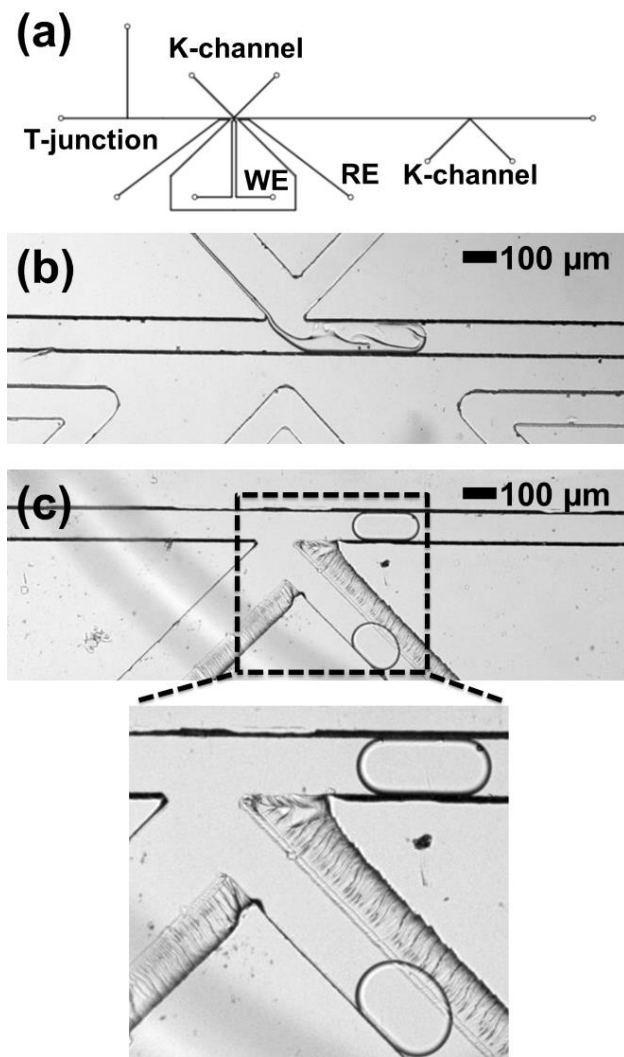 (a)
K-channel
T-junction
WE
RE
K-channel
(b)
100 μm
(c)
100 μm